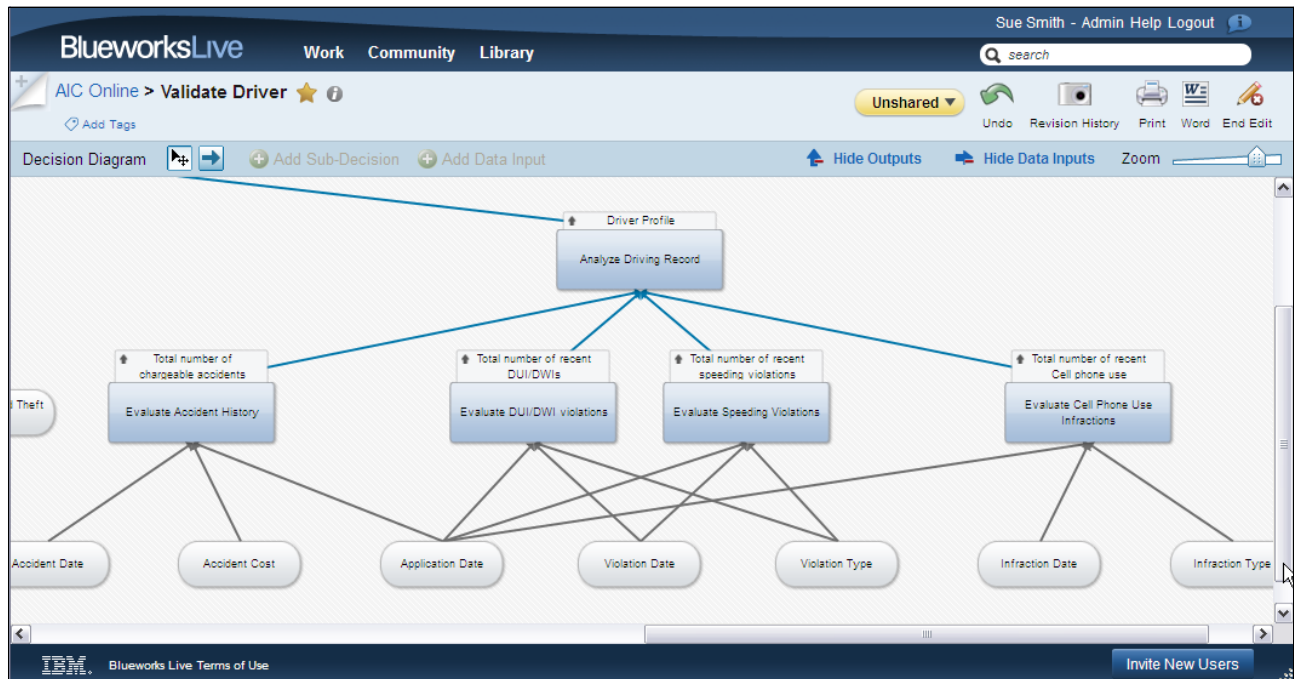 Sue Smith - Admin Help Logout
BlueworksLive
Work Community Library
search
AIC Online > Validate Driver
Unshared
Add Tags
Undo Revision History Print Word End Edit
Decision Diagram
Add Sub-Decision
Add Data Input
Hide Outputs
Hide Data Inputs
Zoom
Driver Profile
Analyze Driving Record
Total number of
chargeable accidents
Evaluate Accident History
Total number of recent
DUI/DWIs
Evaluate DUI/DWI violations
Total number of recent
speeding violations
Evaluate Speeding Violations
Total number of recent
Cell phone use
Evaluate Cell Phone Use
Infractions
Theft
Accident Date
Accident Cost
Application Date
Violation Date
Violation Type
Infraction Date
Infraction Type
IBM. Blueworks Live Terms of Use
Invite New Users